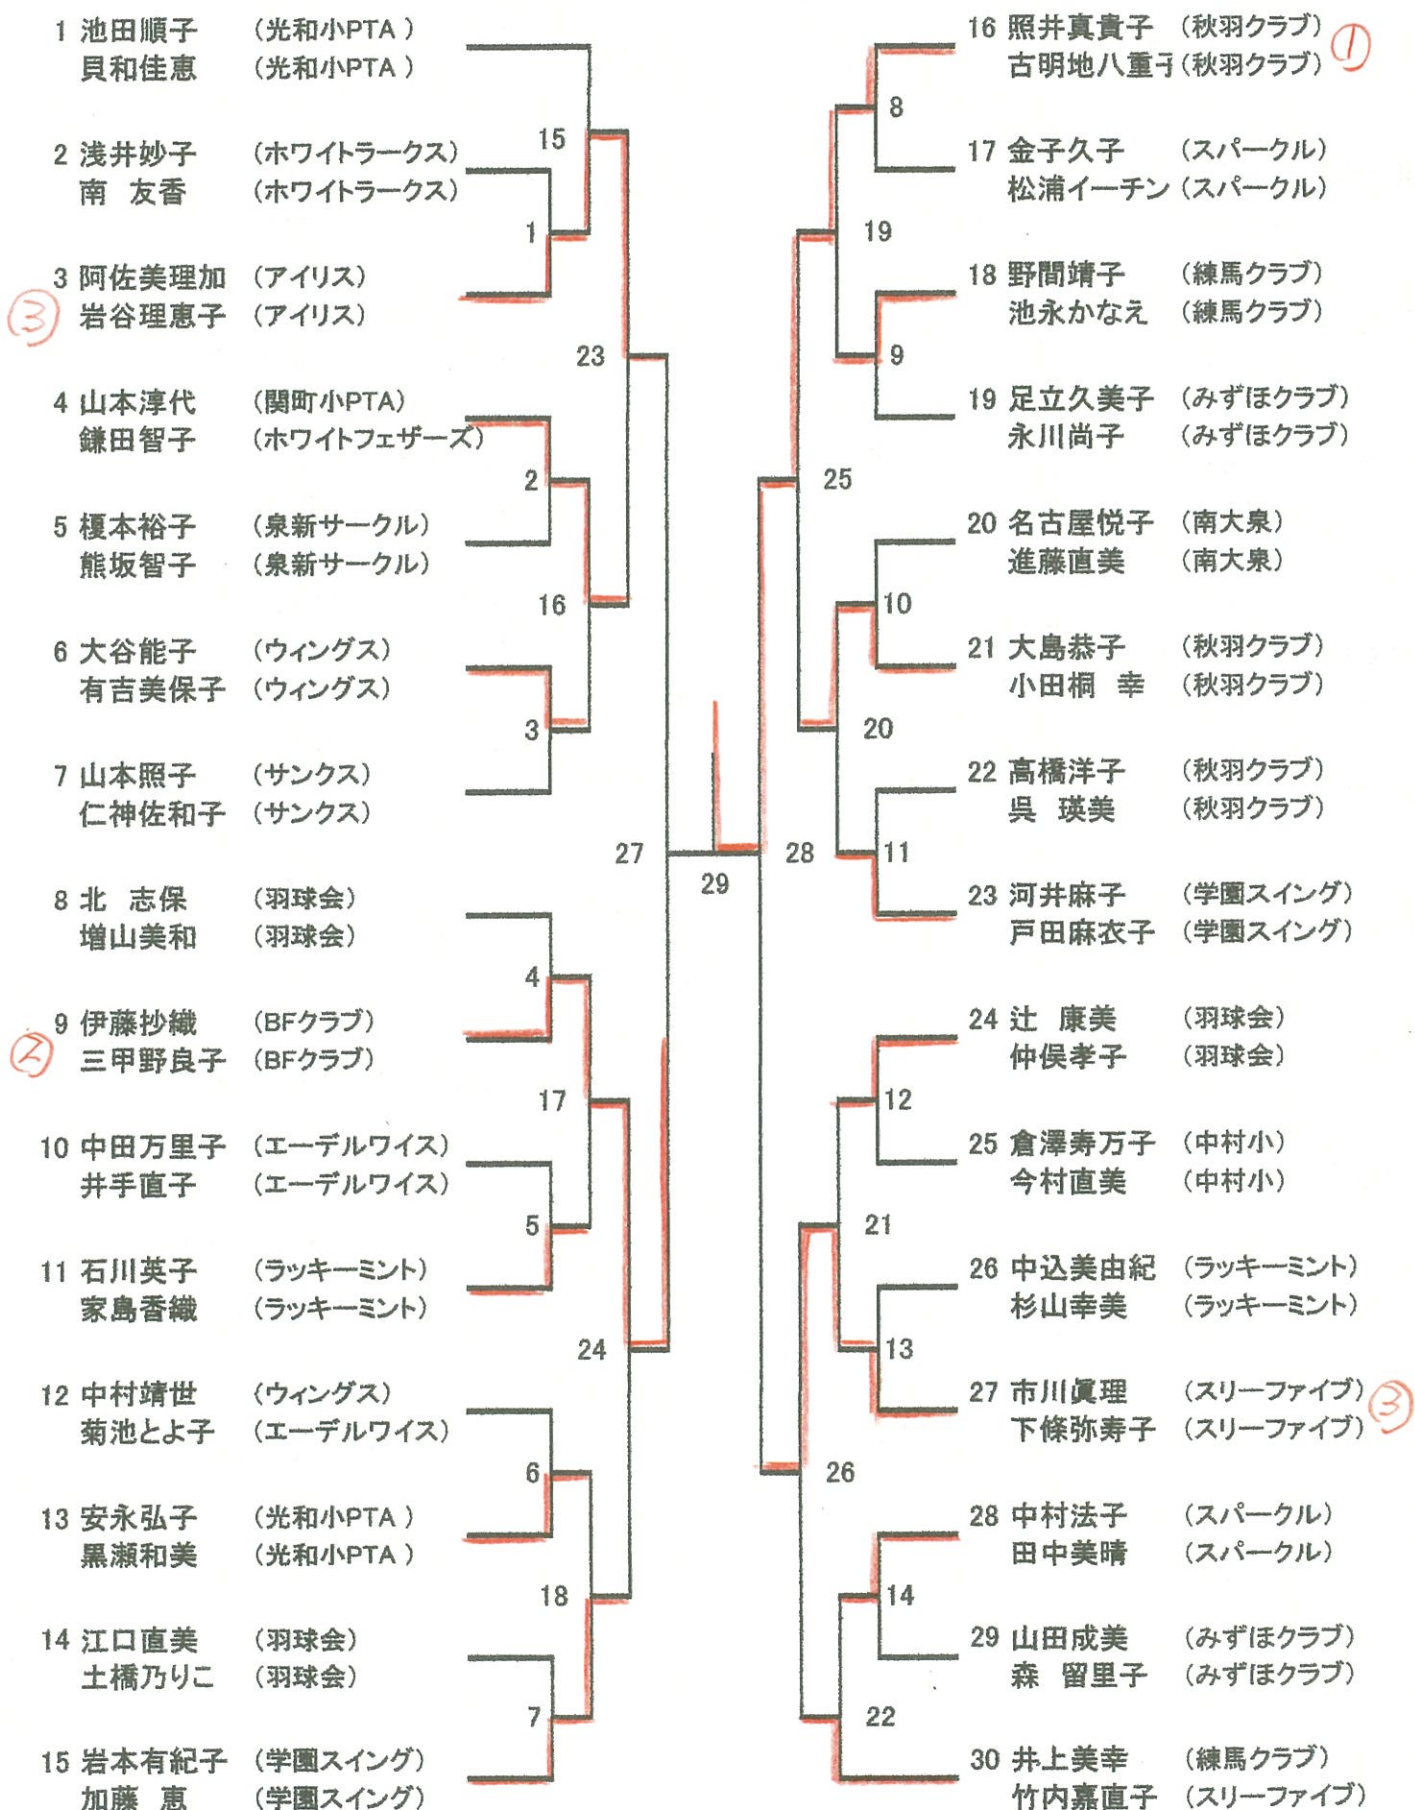 1 池田順子 (光和小PTA )
貝和佳恵 (光和小PTA )
15
2 浅井妙子 (ホワイトラークス)
南 友香 (ホワイトラークス)
1
3 阿佐美理加 (アイリス)
③ 岩谷理恵子 (アイリス)
23
4 山本淳代 (関町小PTA)
鎌田智子 (ホワイトフェザーズ)
2
5 榎本裕子 (泉新サークル)
熊坂智子 (泉新サークル)
16
6 大谷能子 (ウィングス)
有吉美保子 (ウィングス)
3
7 山本照子 (サンクス)
仁神佐和子 (サンクス)
27
29
8 北 志保 (羽球会)
増山美和 (羽球会)
4
9 伊藤抄織 (BFクラブ)
② 三甲野良子 (BFクラブ)
17
10 中田万里子 (エーデルワイス)
井手直子 (エーデルワイス)
5
11 石川英子 (ラッキーミント)
家島香織 (ラッキーミント)
24
12 中村靖世 (ウィングス)
菊池とよ子 (エーデルワイス)
6
13 安永弘子 (光和小PTA )
黒瀬和美 (光和小PTA )
18
14 江口直美 (羽球会)
土橋乃りこ (羽球会)
7
15 岩本有紀子 (学園スイング)
加藤 恵 (学園スイング)
16 照井真貴子 (秋羽クラブ) ①
古明地八重子 (秋羽クラブ)
8
17 金子久子 (スパークル)
松浦イーチン (スパークル)
19
18 野間靖子 (練馬クラブ)
池永かなえ (練馬クラブ)
9
19 足立久美子 (みずほクラブ)
永川尚子 (みずほクラブ)
25
20 名古屋悦子 (南大泉)
進藤直美 (南大泉)
10
21 大島恭子 (秋羽クラブ)
小田桐 幸 (秋羽クラブ)
20
22 高橋洋子 (秋羽クラブ)
呉 瑛美 (秋羽クラブ)
28
11
23 河井麻子 (学園スイング)
戸田麻衣子 (学園スイング)
24 辻 康美 (羽球会)
仲俣孝子 (羽球会)
12
25 倉澤寿万子 (中村小)
今村直美 (中村小)
21
26 中込美由紀 (ラッキーミント)
杉山幸美 (ラッキーミント)
13
27 市川眞理 (スリーファイブ) ③
下條弥寿子 (スリーファイブ)
26
28 中村法子 (スパークル)
田中美晴 (スパークル)
14
29 山田成美 (みずほクラブ)
森 留里子 (みずほクラブ)
22
30 井上美幸 (練馬クラブ)
竹内嘉直子 (スリーファイブ)